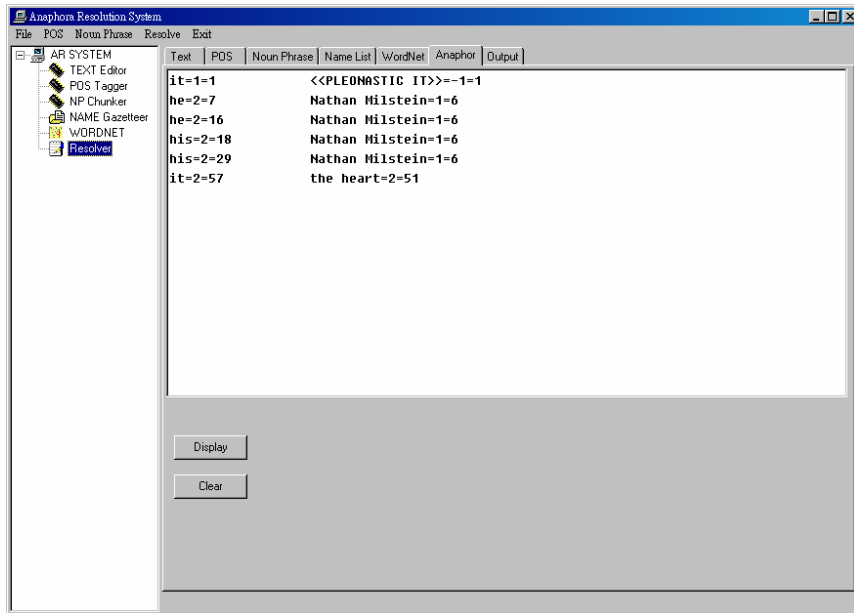 Anaphora Resolution System
File POS Noun Phrase Resolve Exit
AR SYSTEM
TEXT Editor
POS Tagger
NP Chunker
NAME Gazetteer
WORDNET
Resolver
Text POS Noun Phrase Name List WordNet Anaphor Output
it=1=1 <<PLEONASTIC IT>>=-1=1
he=2=7 Nathan Milstein=1=6
he=2=16 Nathan Milstein=1=6
his=2=18 Nathan Milstein=1=6
his=2=29 Nathan Milstein=1=6
it=2=57 the heart=2=51
Display
Clear